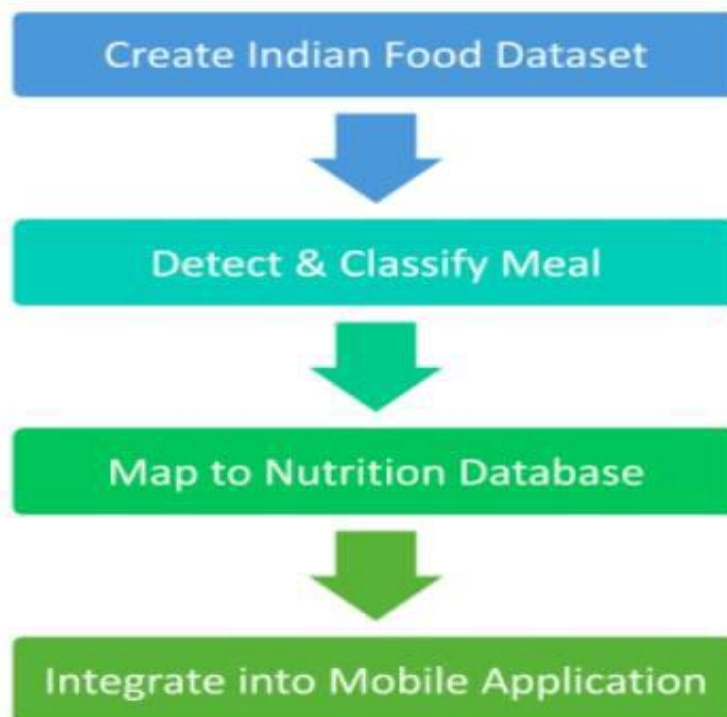 Create Indian Food Dataset
Detect & Classify Meal
Map to Nutrition Database
Integrate into Mobile Application